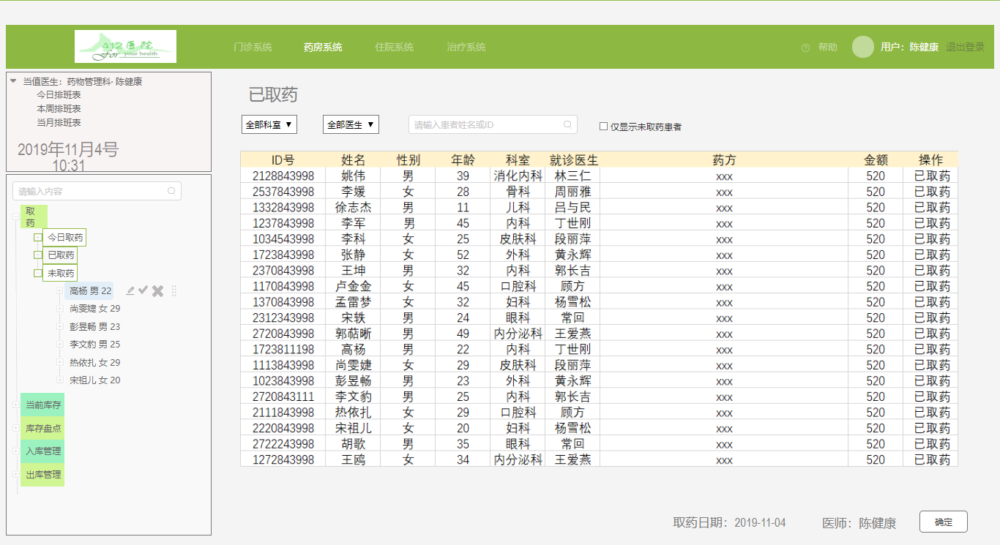 412医院
For your health
门诊系统 药房系统 住院系统 治疗系统
帮助 用户：陈健康 退出登录
当值医生：药物管理科- 陈健康
今日排班表
本周排班表
当月排班表
2019年11月4号
10:31
请输入内容
取药
今日取药
已取药
未取药
高杨 男 22
尚雯婕 女 29
彭昱畅 男 23
李文豹 男 25
热依扎 女 29
宋祖儿 女 20
当前库存
库存盘点
入库管理
出库管理
已取药
全部科室 ▼ 全部医生 ▼ 请输入患者姓名或ID 仅显示未取药患者
ID号 姓名 性别 年龄 科室 就诊医生 药方 金额 操作
2128843998 姚伟 男 39 消化内科 林三仁 xxx 520 已取药
2537843998 李媛 女 28 骨科 周丽雅 xxx 520 已取药
1332843998 徐志杰 男 11 儿科 吕与民 xxx 520 已取药
1237843998 李军 男 45 内科 丁世刚 xxx 520 已取药
1034543998 李科 女 25 皮肤科 段丽萍 xxx 520 已取药
1723843998 张静 女 52 外科 黄永辉 xxx 520 已取药
2370843998 王坤 男 32 内科 郭长吉 xxx 520 已取药
1170843998 卢金金 女 45 口腔科 顾方 xxx 520 已取药
1370843998 孟雷梦 女 32 妇科 杨雪松 xxx 520 已取药
2312343998 宋轶 男 24 眼科 常回 xxx 520 已取药
2720843998 郭萜晰 男 49 内分泌科 王爱燕 xxx 520 已取药
1723811198 高杨 男 22 内科 丁世刚 xxx 520 已取药
1113843998 尚雯婕 女 29 皮肤科 段丽萍 xxx 520 已取药
1023843998 彭昱畅 男 23 外科 黄永辉 xxx 520 已取药
2720843111 李文豹 男 25 内科 郭长吉 xxx 520 已取药
2111843998 热依扎 女 29 口腔科 顾方 xxx 520 已取药
2220843998 宋祖儿 女 20 妇科 杨雪松 xxx 520 已取药
2722243998 胡歌 男 35 眼科 常回 xxx 520 已取药
1272843998 王鸥 女 34 内分泌科 王爱燕 xxx 520 已取药
取药日期：2019-11-04 医师：陈健康 确定